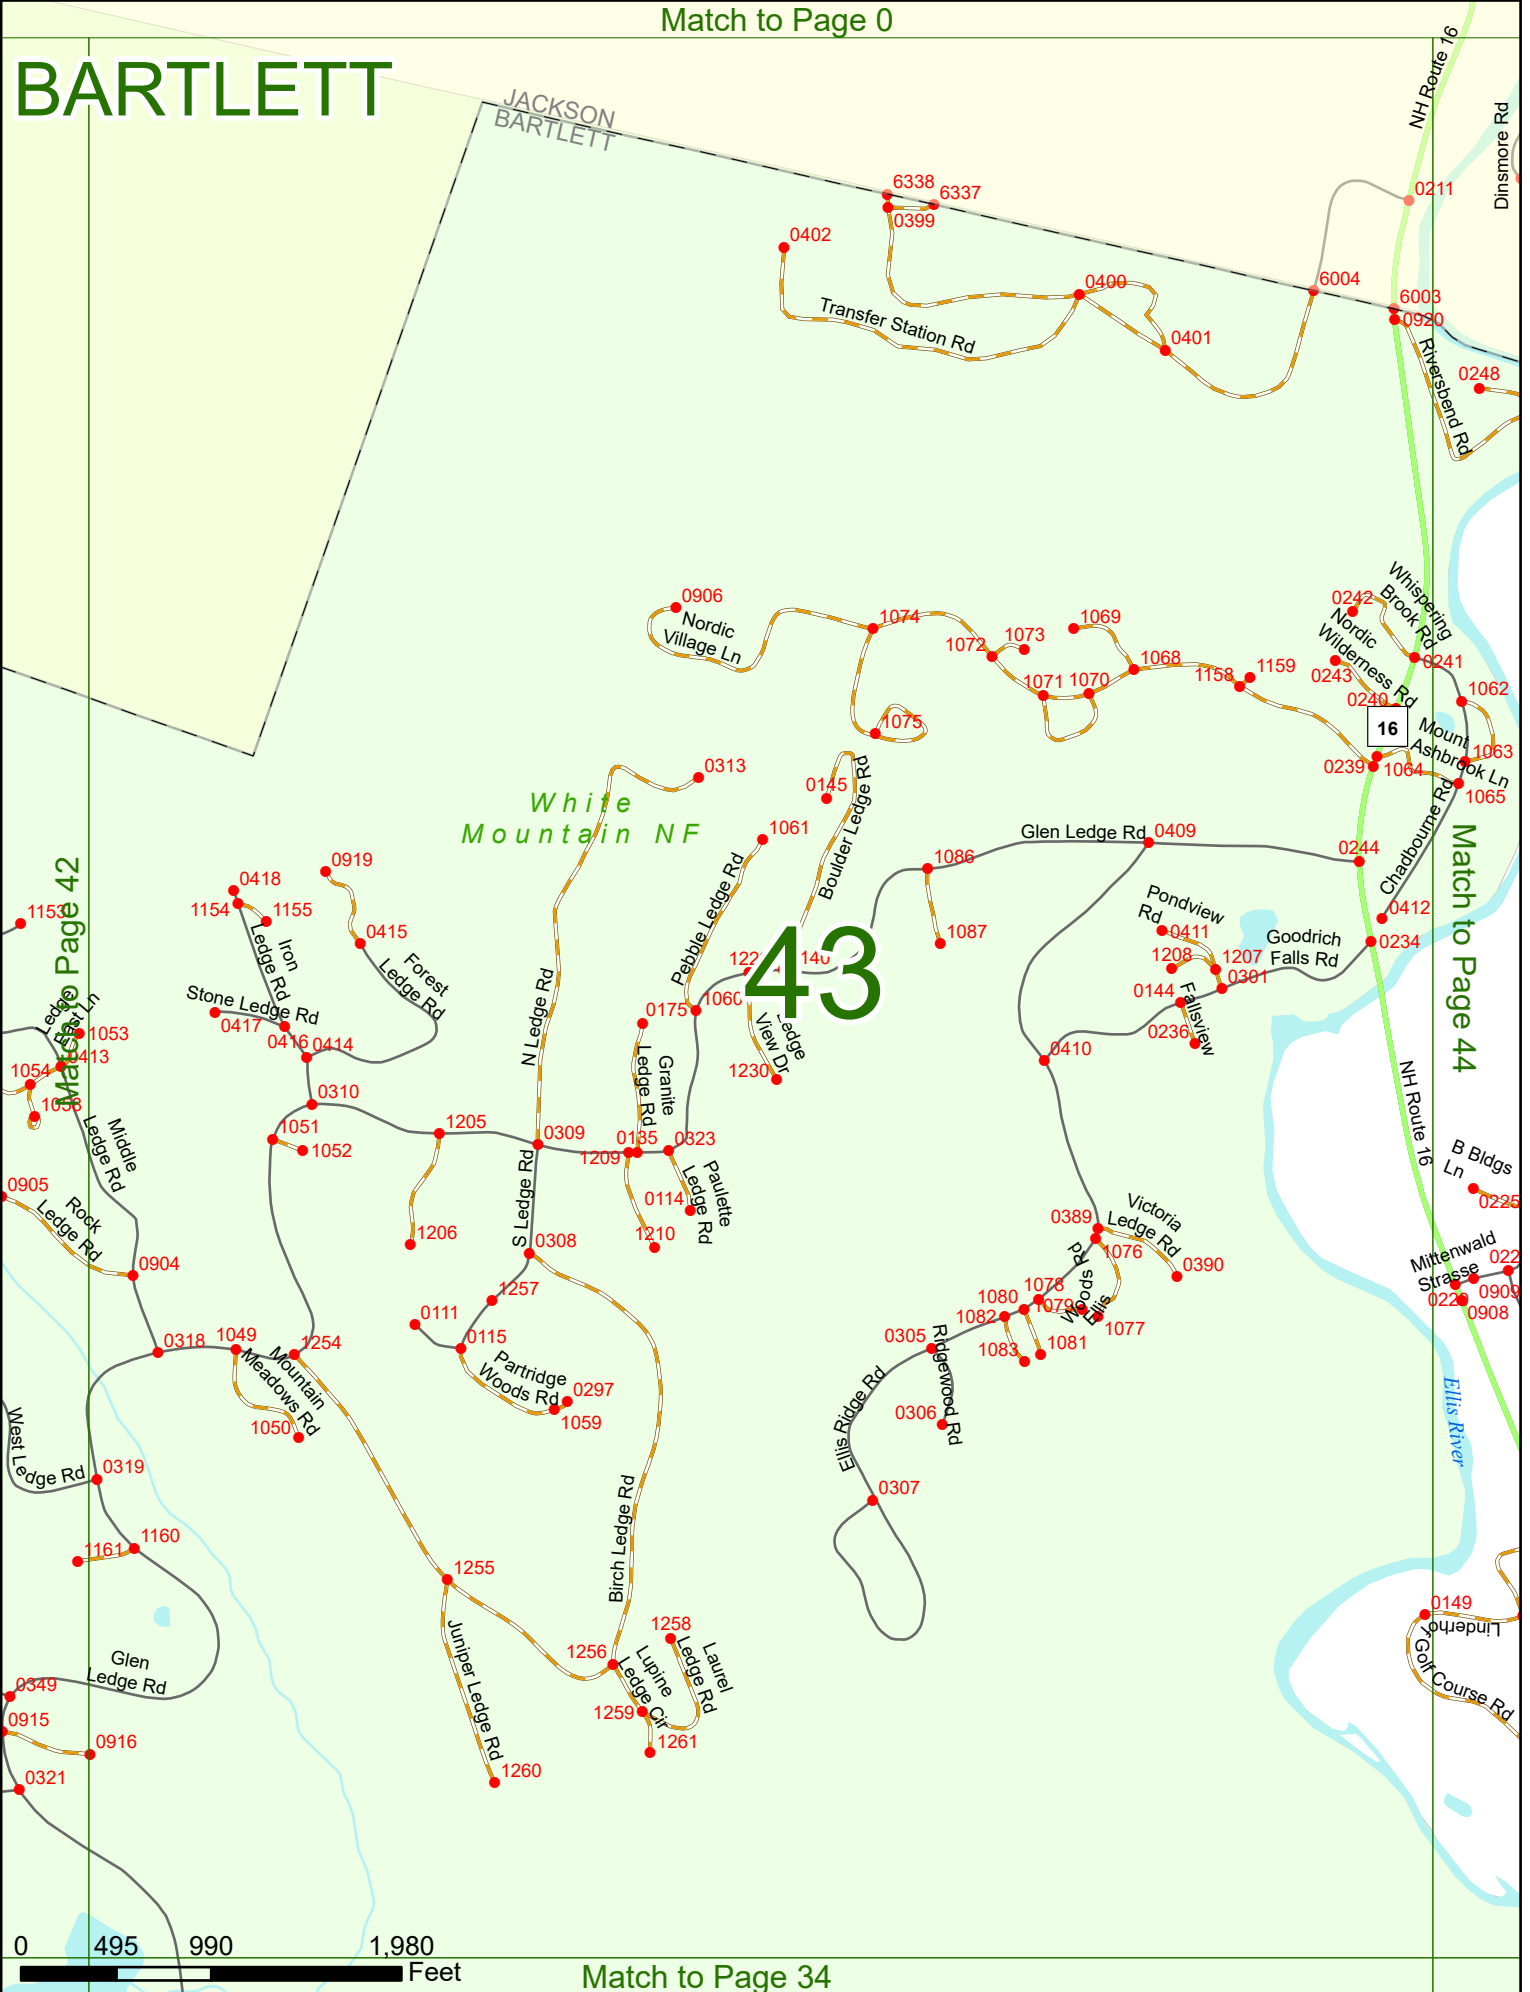 Match to Page 0
BARTLETT
JACKSON
BARTLETT
NH Route 16
Dinsmore Rd
6338
6337
0211
0399
0402
0400
6004
6003
0920
Transfer Station Rd
0401
Riversbend Rd
0248
0906
Nordic
Village Ln
1074
1072
1073
1069
1068
1071
1070
1158
1159
1075
Whispering
Brook Rd
0242
Nordic
Wilderness Rd
0241
0243
0240
1062
16
Mount
Ashbrook Ln
0239
1064
1063
1065
0313
White
Mountain NF
0145
Boulder Ledge Rd
1061
Pebble Ledge Rd
Glen Ledge Rd
0409
1086
0244
Chadbourne Rd
Match to Page 44
0412
0234
1087
Pondview
Rd
0411
1208
1207
0301
Goodrich
Falls Rd
0144
Fallsview
0236
0410
Match to Page 42
1153
0418
1154
1155
0919
0415
Iron
Ledge Rd
Forest
Ledge Rd
Stone Ledge Rd
0417
0416
0414
N Ledge Rd
43
1060
0175
Granite
Ledge Rd
Ledge
View Dr
1230
Ledge
East Ln
1053
0413
1054
1058
Middle
Ledge Rd
0310
1051
1052
1205
0309
0135
1209
0323
0114
Paulette
Ledge Rd
1210
1206
S Ledge Rd
0308
0905
Rock
Ledge Rd
0904
1257
0111
0115
Partridge
Woods Rd
0297
1059
0318
1049
1254
Mountain
Meadows Rd
1050
West Ledge Rd
0319
1160
1161
Birch Ledge Rd
1255
Juniper Ledge Rd
1256
1258
Laurel
Ledge Rd
Lupine
Ledge Cir
1259
1261
1260
Glen
Ledge Rd
0349
0915
0916
0321
0389
1076
Victoria
Ledge Rd
0390
Ellis
Woods Rd
1078
1079
1080
1077
1082
1081
1083
0305
Ridgewood Rd
0306
Ellis Ridge Rd
0307
NH Route 16
B Bldgs
Ln
0225
Mittenwald
Strasse
022
0909
0908
Ellis River
0149
Linderhof
Golf Course Rd
0
495
990
1,980
Feet
Match to Page 34